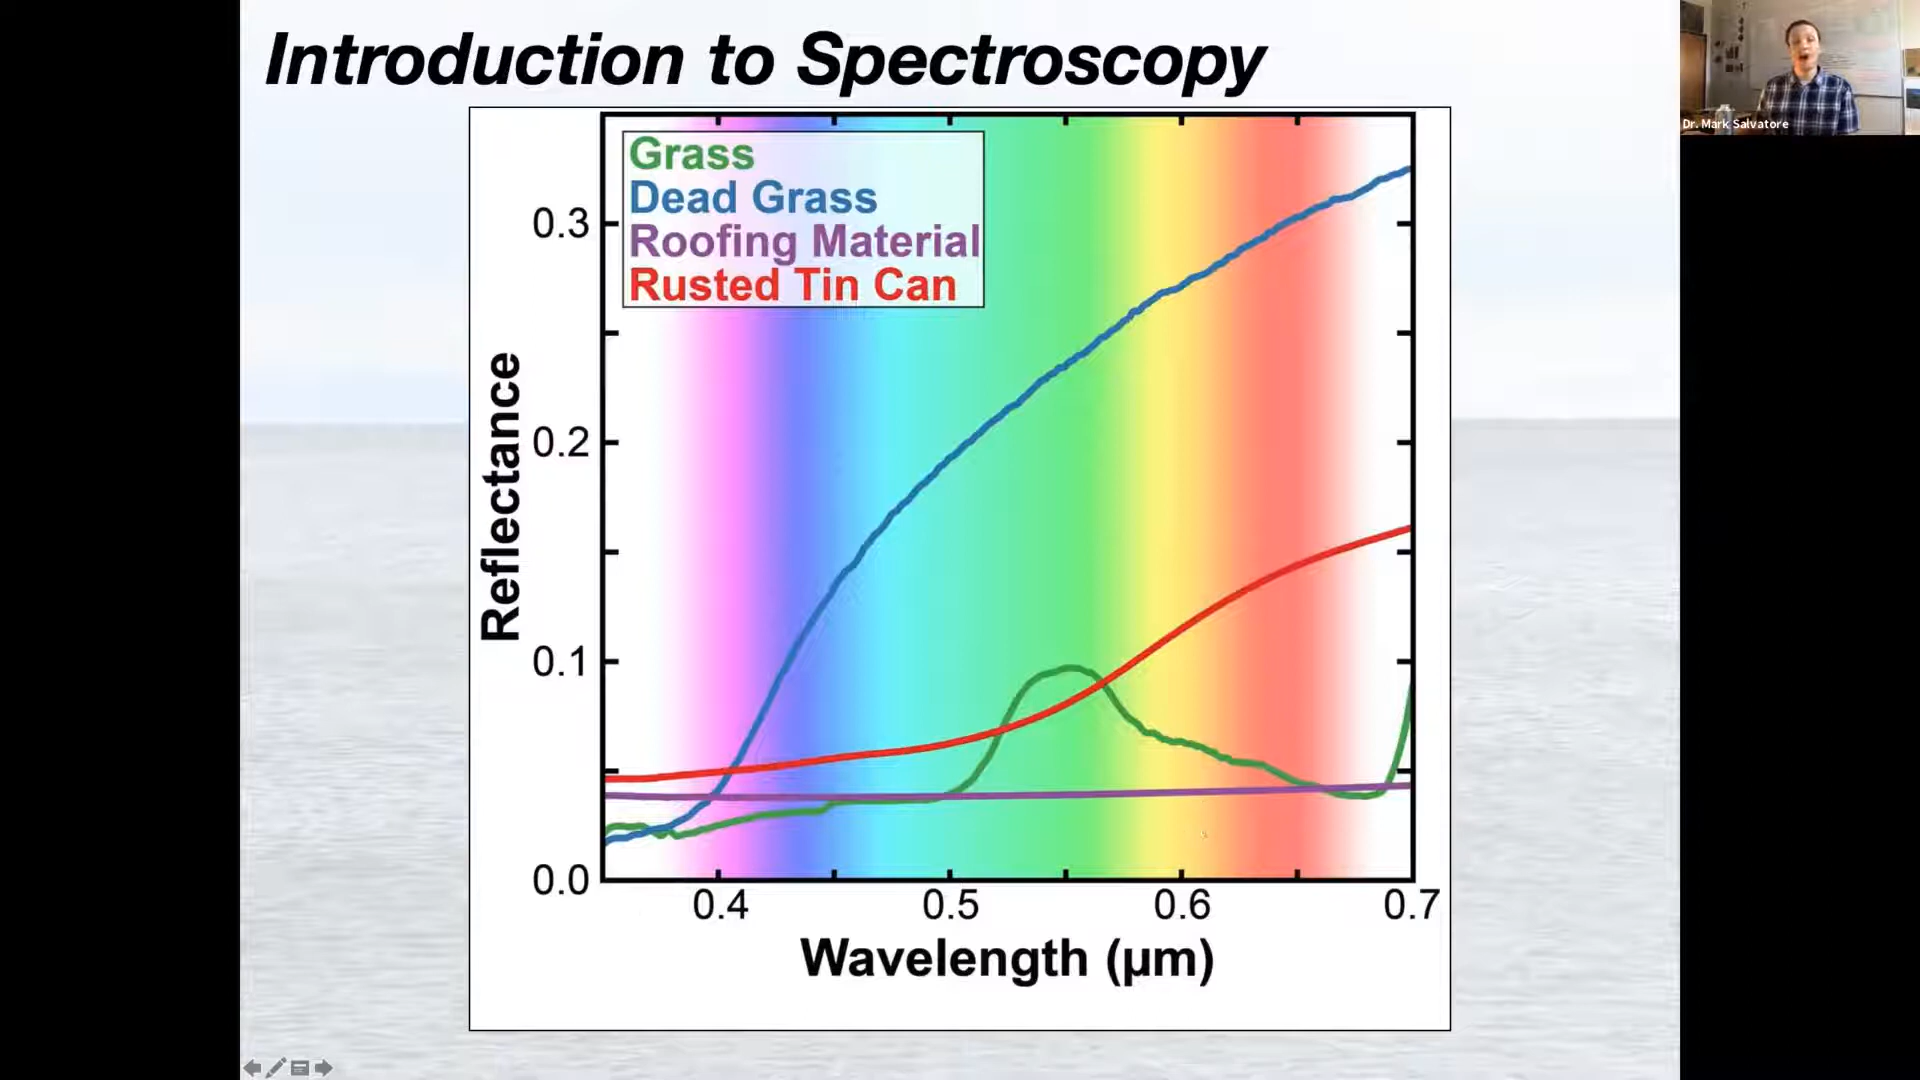 Introduction to Spectroscopy
Dr. Mark Salvatore
Grass
Dead Grass
Roofing Material
Rusted Tin Can
Reflectance
0.3
0.2
0.1
0.0
0.4 0.5 0.6 0.7
Wavelength (µm)